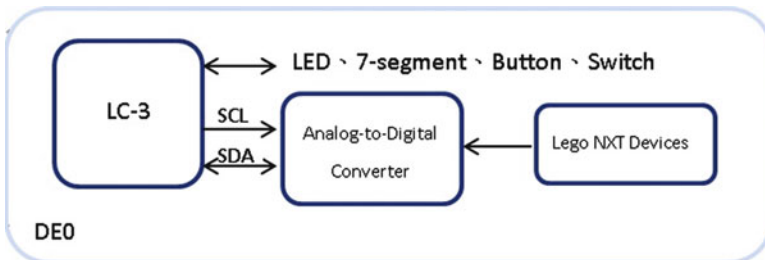 LED、7-segment、Button、Switch
LC-3
SCL
SDA
Analog-to-Digital
Converter
Lego NXT Devices
DE0